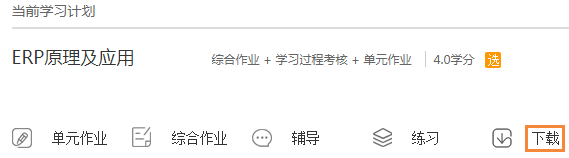 当前学习计划
ERP原理及应用 综合作业 + 学习过程考核 + 单元作业 4.0学分 选
单元作业 综合作业 辅导 练习 下载